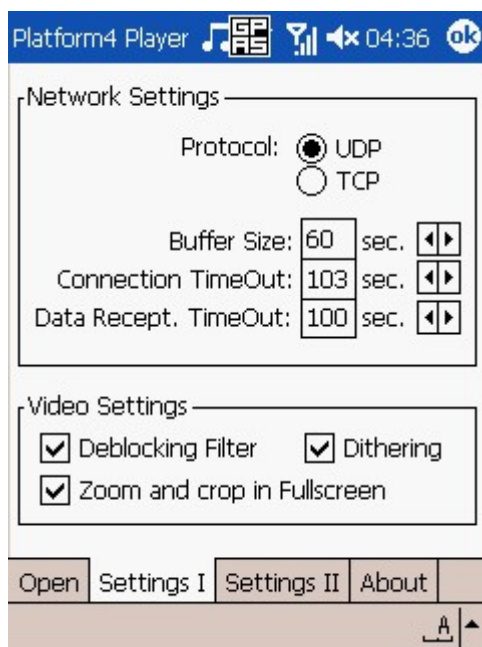 Platform4 Player GPRS 04:36 ok
Network Settings
Protocol: UDP
TCP
Buffer Size: 60 sec.
Connection TimeOut: 103 sec.
Data Recept. TimeOut: 100 sec.
Video Settings
Deblocking Filter Dithering
Zoom and crop in Fullscreen
Open Settings I Settings II About
A